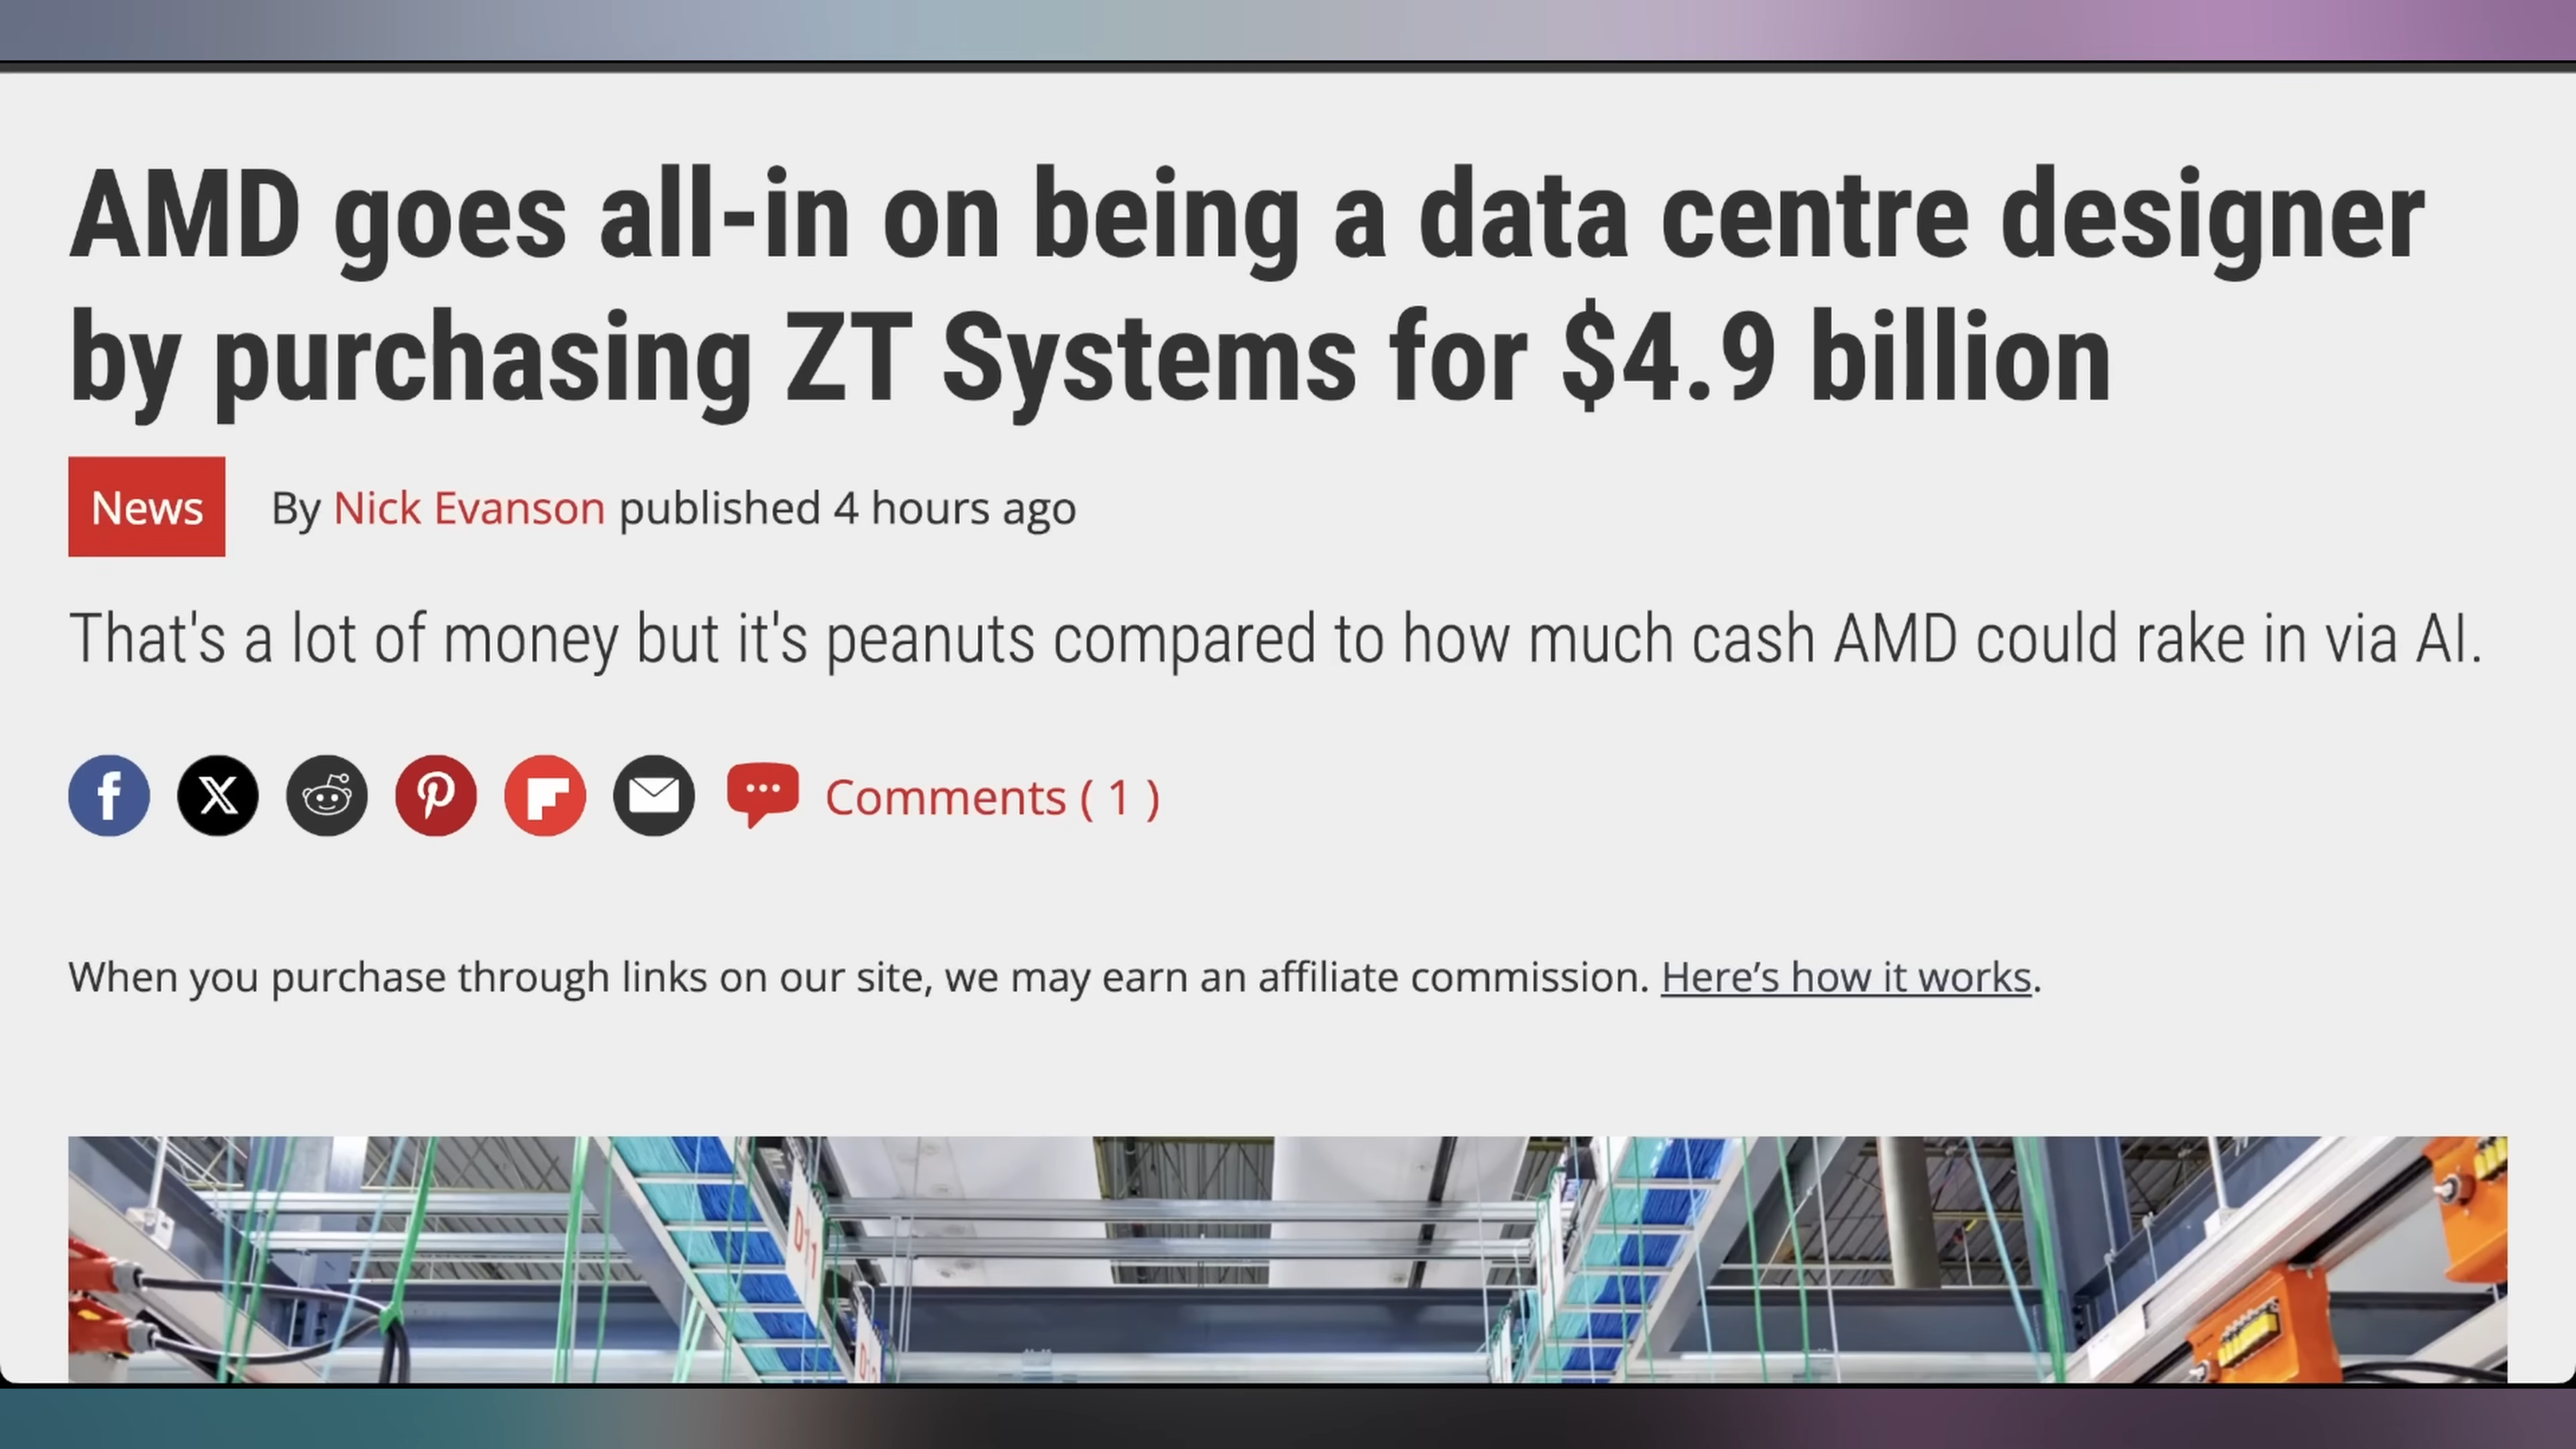 AMD goes all-in on being a data centre designer
by purchasing ZT Systems for $4.9 billion
News
By Nick Evanson published 4 hours ago
That's a lot of money but it's peanuts compared to how much cash AMD could rake in via AI.
Comments ( 1 )
When you purchase through links on our site, we may earn an affiliate commission. Here’s how it works.
D11